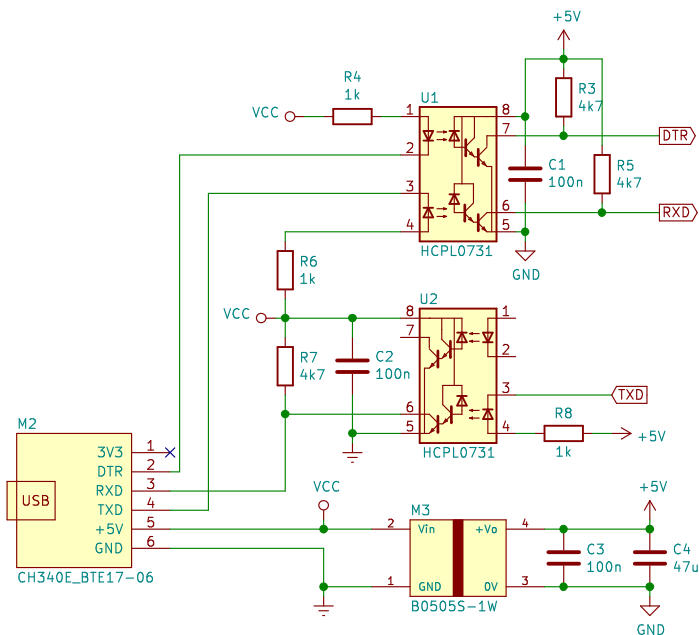 +5V
R4
1k
VCC
U1
1
2
3
4
8
7
6
5
HCPL0731
R3
4k7
DTR
C1
100n
R5
4k7
RXD
GND
R6
1k
VCC
U2
8
7
6
5
1
2
3
4
HCPL0731
R7
4k7
C2
100n
TXD
R8
1k
+5V
M2
USB
3V3 1
DTR 2
RXD 3
TXD 4
+5V 5
GND 6
CH340E_BTE17-06
VCC
M3
2 Vin +Vo 4
1 GND 0V 3
B0505S-1W
+5V
C3
100n
C4
47u
GND